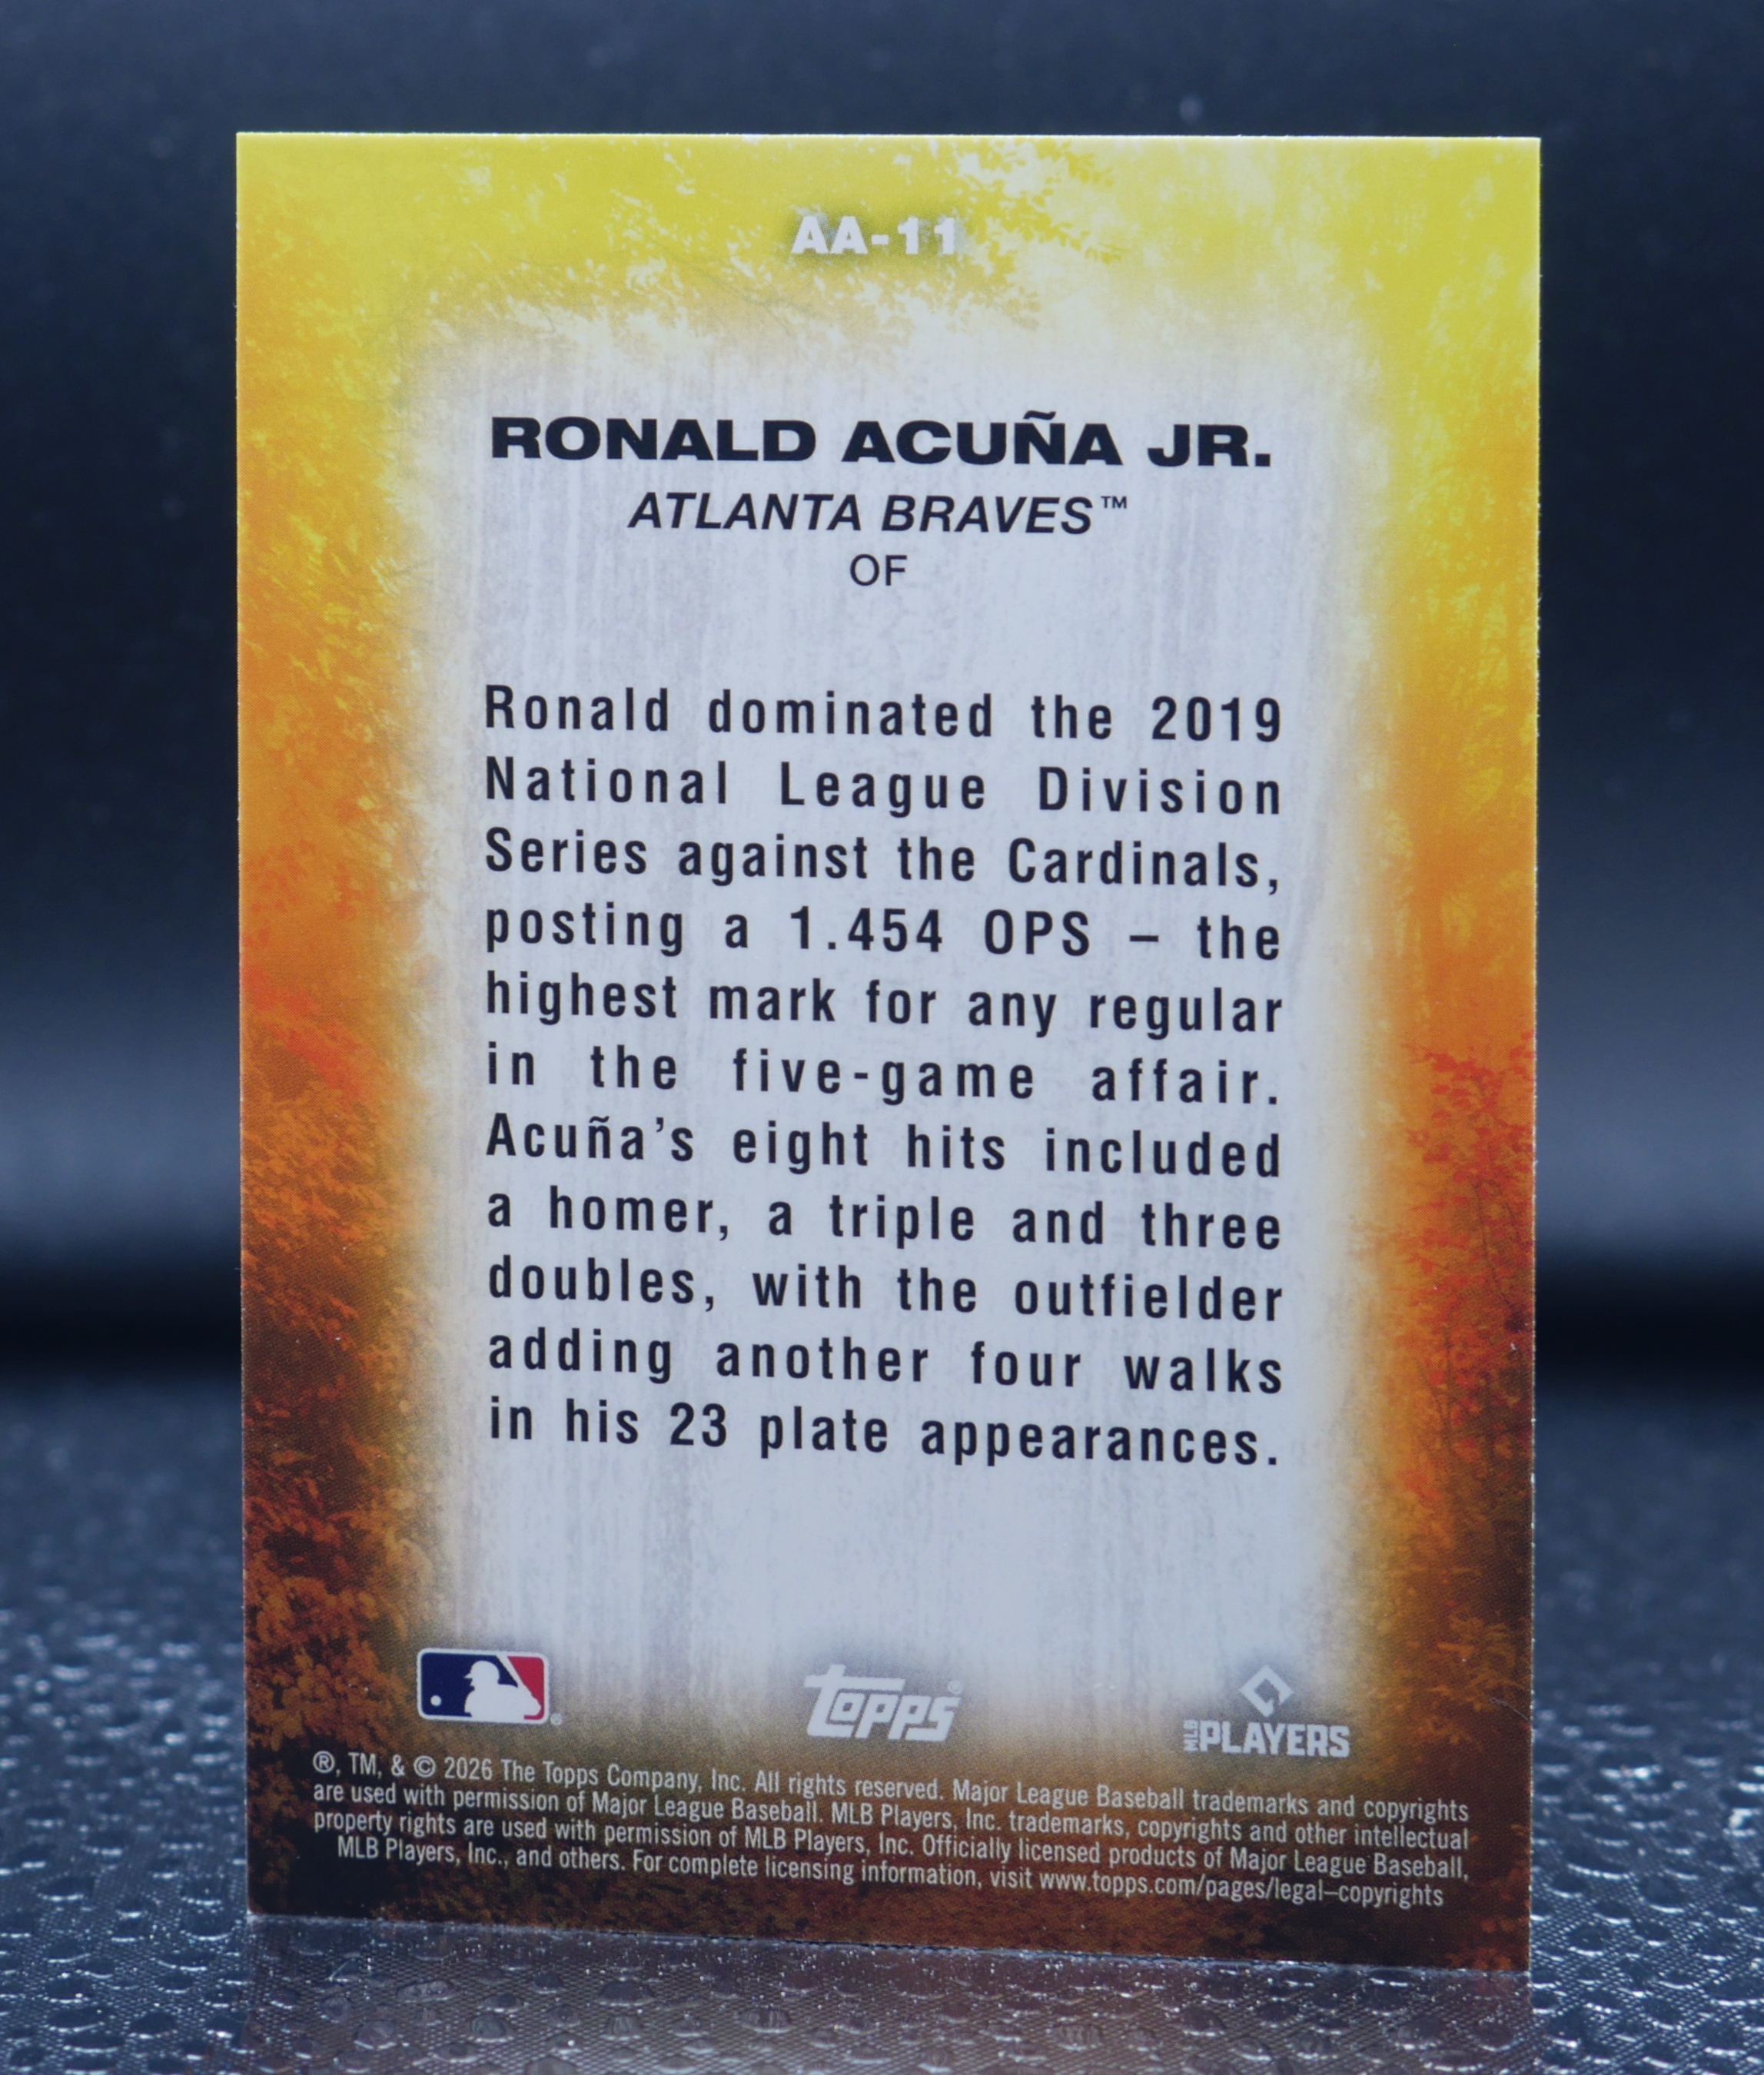 AA-11
RONALD ACUÑA JR.
ATLANTA BRAVES™
OF
Ronald dominated the 2019
National League Division
Series against the Cardinals,
posting a 1.454 OPS – the
highest mark for any regular
in the five-game affair.
Acuña's eight hits included
a homer, a triple and three
doubles, with the outfielder
adding another four walks
in his 23 plate appearances.
topps®
MLB PLAYERS
®, TM, & © 2026 The Topps Company, Inc. All rights reserved. Major League Baseball trademarks and copyrights
are used with permission of Major League Baseball. MLB Players, Inc. trademarks, copyrights and other intellectual
property rights are used with permission of MLB Players, Inc. Officially licensed products of Major League Baseball,
MLB Players, Inc., and others. For complete licensing information, visit www.topps.com/pages/legal–copyrights